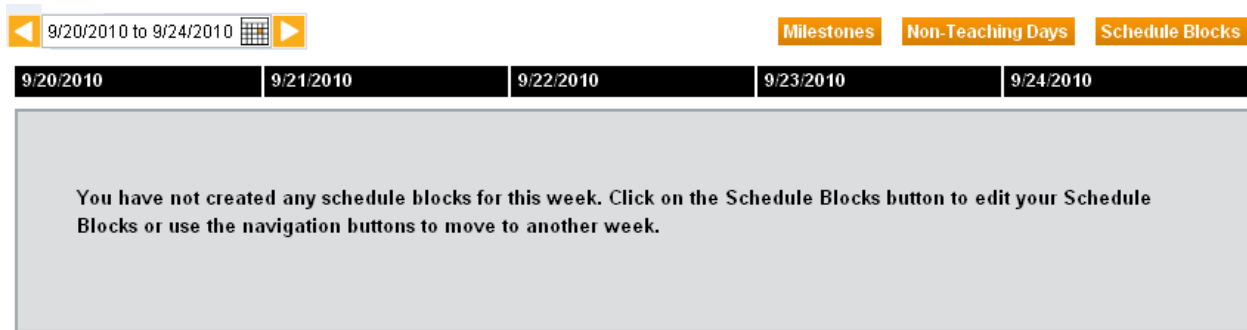 9/20/2010 to 9/24/2010 Milestones Non-Teaching Days Schedule Blocks
9/20/2010 9/21/2010 9/22/2010 9/23/2010 9/24/2010
You have not created any schedule blocks for this week. Click on the Schedule Blocks button to edit your Schedule
Blocks or use the navigation buttons to move to another week.